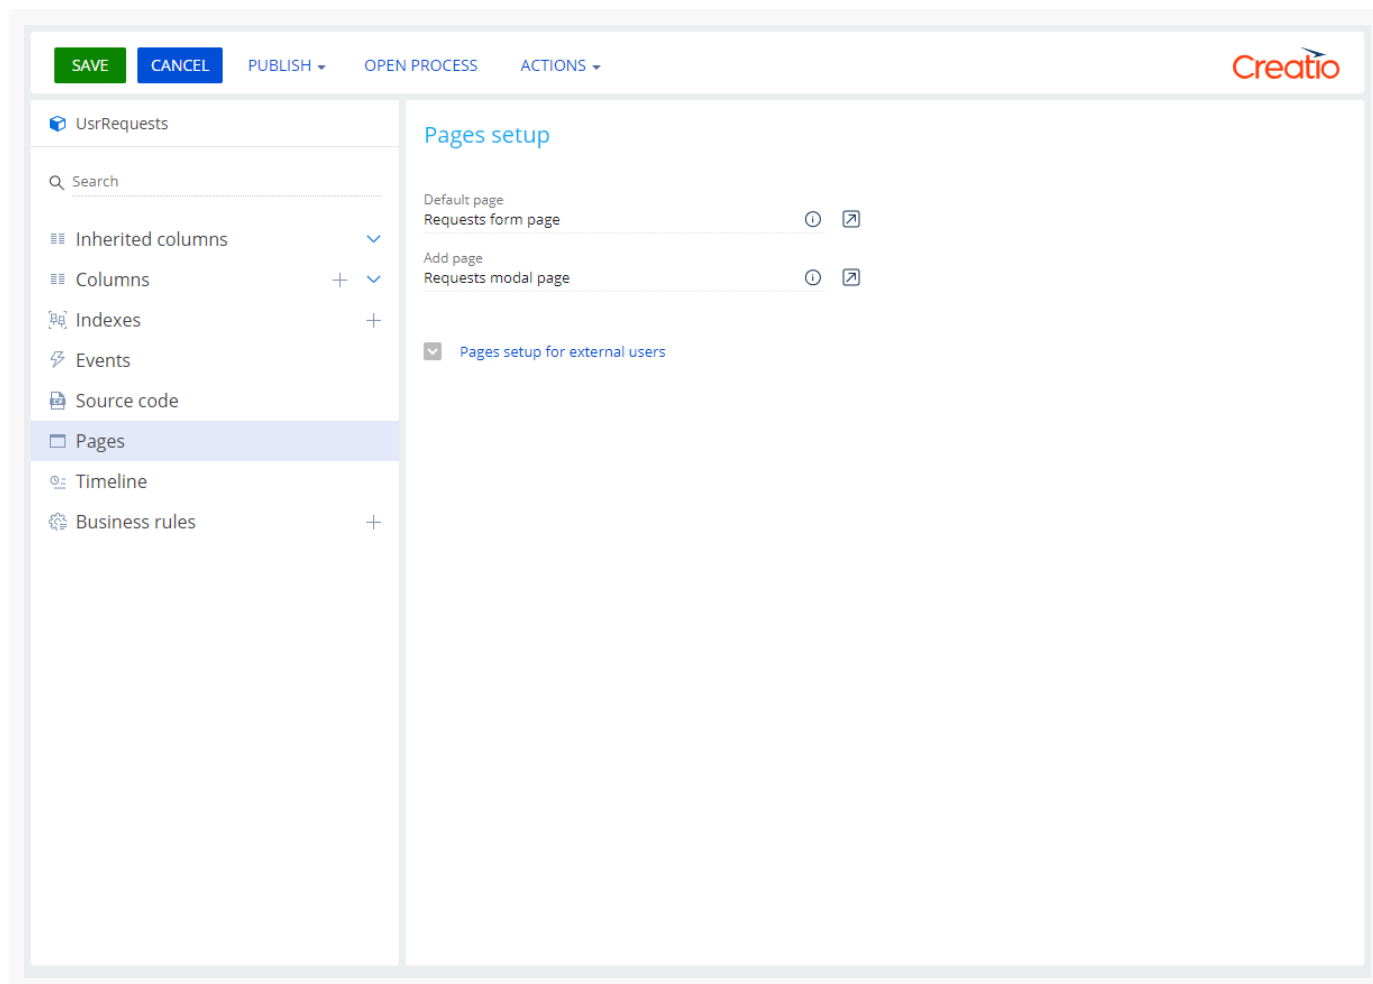 SAVE CANCEL PUBLISH OPEN PROCESS ACTIONS Creatio
UsrRequests
Search
Inherited columns
Columns
Indexes
Events
Source code
Pages
Timeline
Business rules
Pages setup
Default page
Requests form page
Add page
Requests modal page
Pages setup for external users